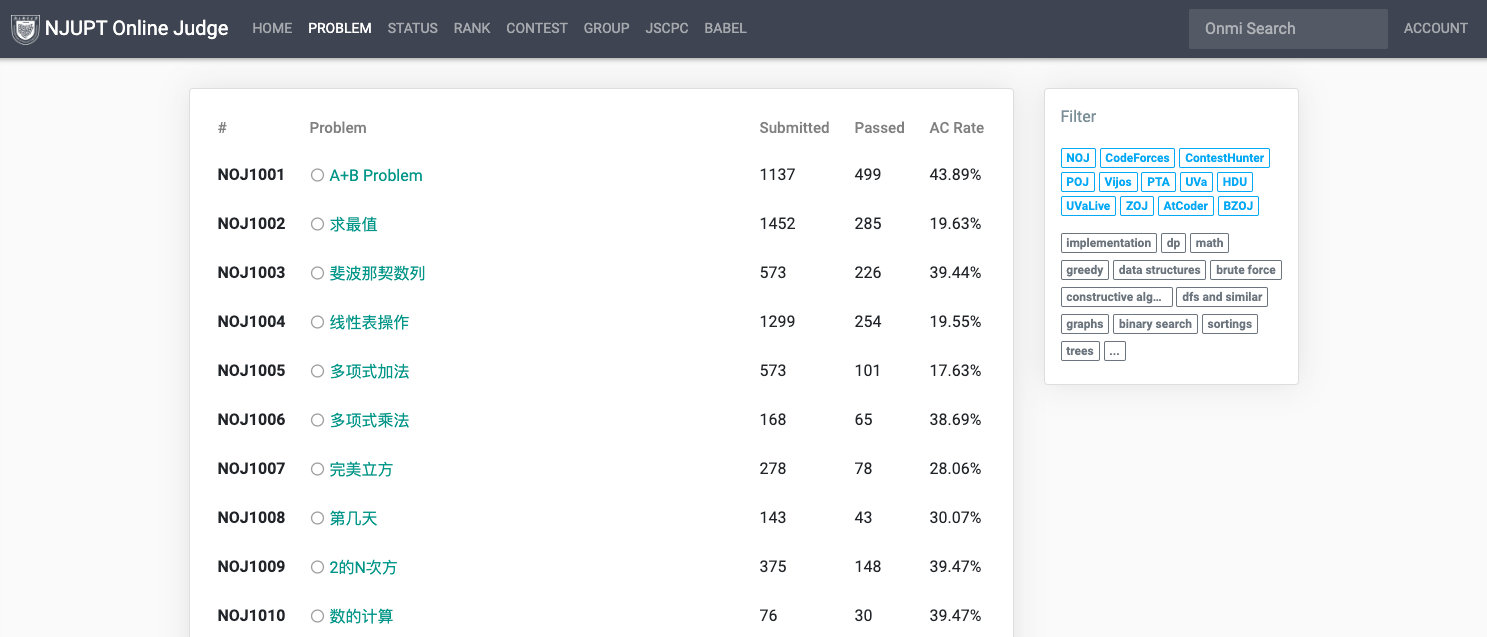 NJUPT Online Judge HOME PROBLEM STATUS RANK CONTEST GROUP JSCPC BABEL Onmi Search ACCOUNT
# Problem Submitted Passed AC Rate
NOJ1001 A+B Problem 1137 499 43.89%
NOJ1002 求最值 1452 285 19.63%
NOJ1003 斐波那契数列 573 226 39.44%
NOJ1004 线性表操作 1299 254 19.55%
NOJ1005 多项式加法 573 101 17.63%
NOJ1006 多项式乘法 168 65 38.69%
NOJ1007 完美立方 278 78 28.06%
NOJ1008 第几天 143 43 30.07%
NOJ1009 2的N次方 375 148 39.47%
NOJ1010 数的计算 76 30 39.47%
Filter
NOJ CodeForces ContestHunter
POJ Vijos PTA UVa HDU
UVaLive ZOJ AtCoder BZOJ
implementation dp math
greedy data structures brute force
constructive alg... dfs and similar
graphs binary search sortings
trees ...